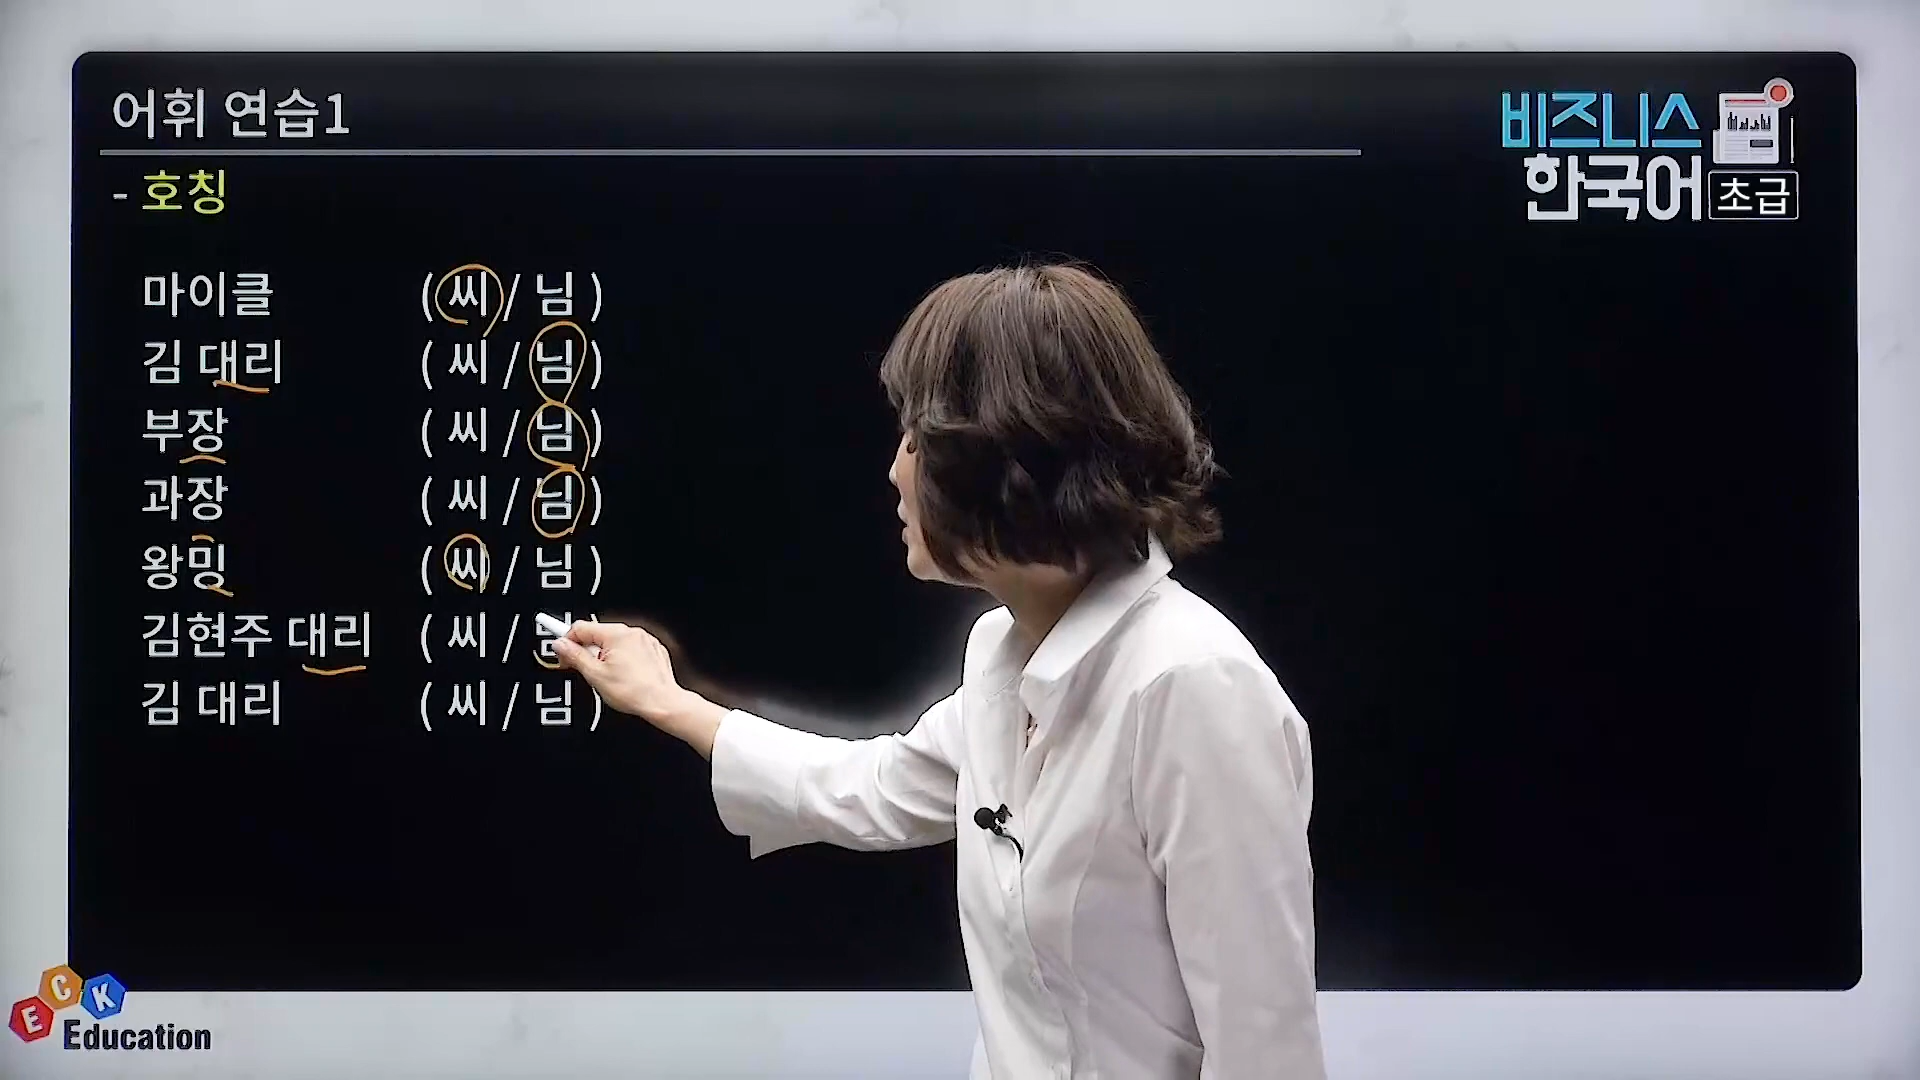 어휘 연습1
- 호칭
마이클 ( 씨 / 님 )
김 대리 ( 씨 / 님 )
부장 ( 씨 / 님 )
과장 ( 씨 / 님 )
왕밍 ( 씨 / 님 )
김현주 대리 ( 씨 / 님 )
김 대리 ( 씨 / 님 )
비즈니스
한국어 초급
ECK
Education